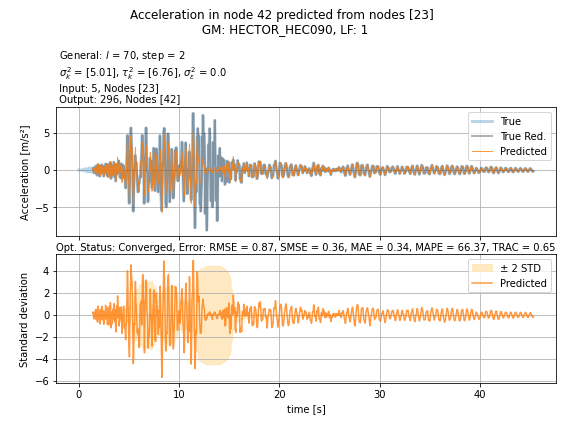 Acceleration in node 42 predicted from nodes [23]
GM: HECTOR_HEC090, LF: 1
General: l = 70, step = 2
σ_k² = [5.01], τ_k² = [6.76], σ_ε² = 0.0
Input: 5, Nodes [23]
Output: 296, Nodes [42]
Acceleration [m/s²]
5
0
−5
True
True Red.
Predicted
Opt. Status: Converged, Error: RMSE = 0.87, SMSE = 0.36, MAE = 0.34, MAPE = 66.37, TRAC = 0.65
Standard deviation
4
2
0
−2
−4
−6
± 2 STD
Predicted
0 10 20 30 40
time [s]